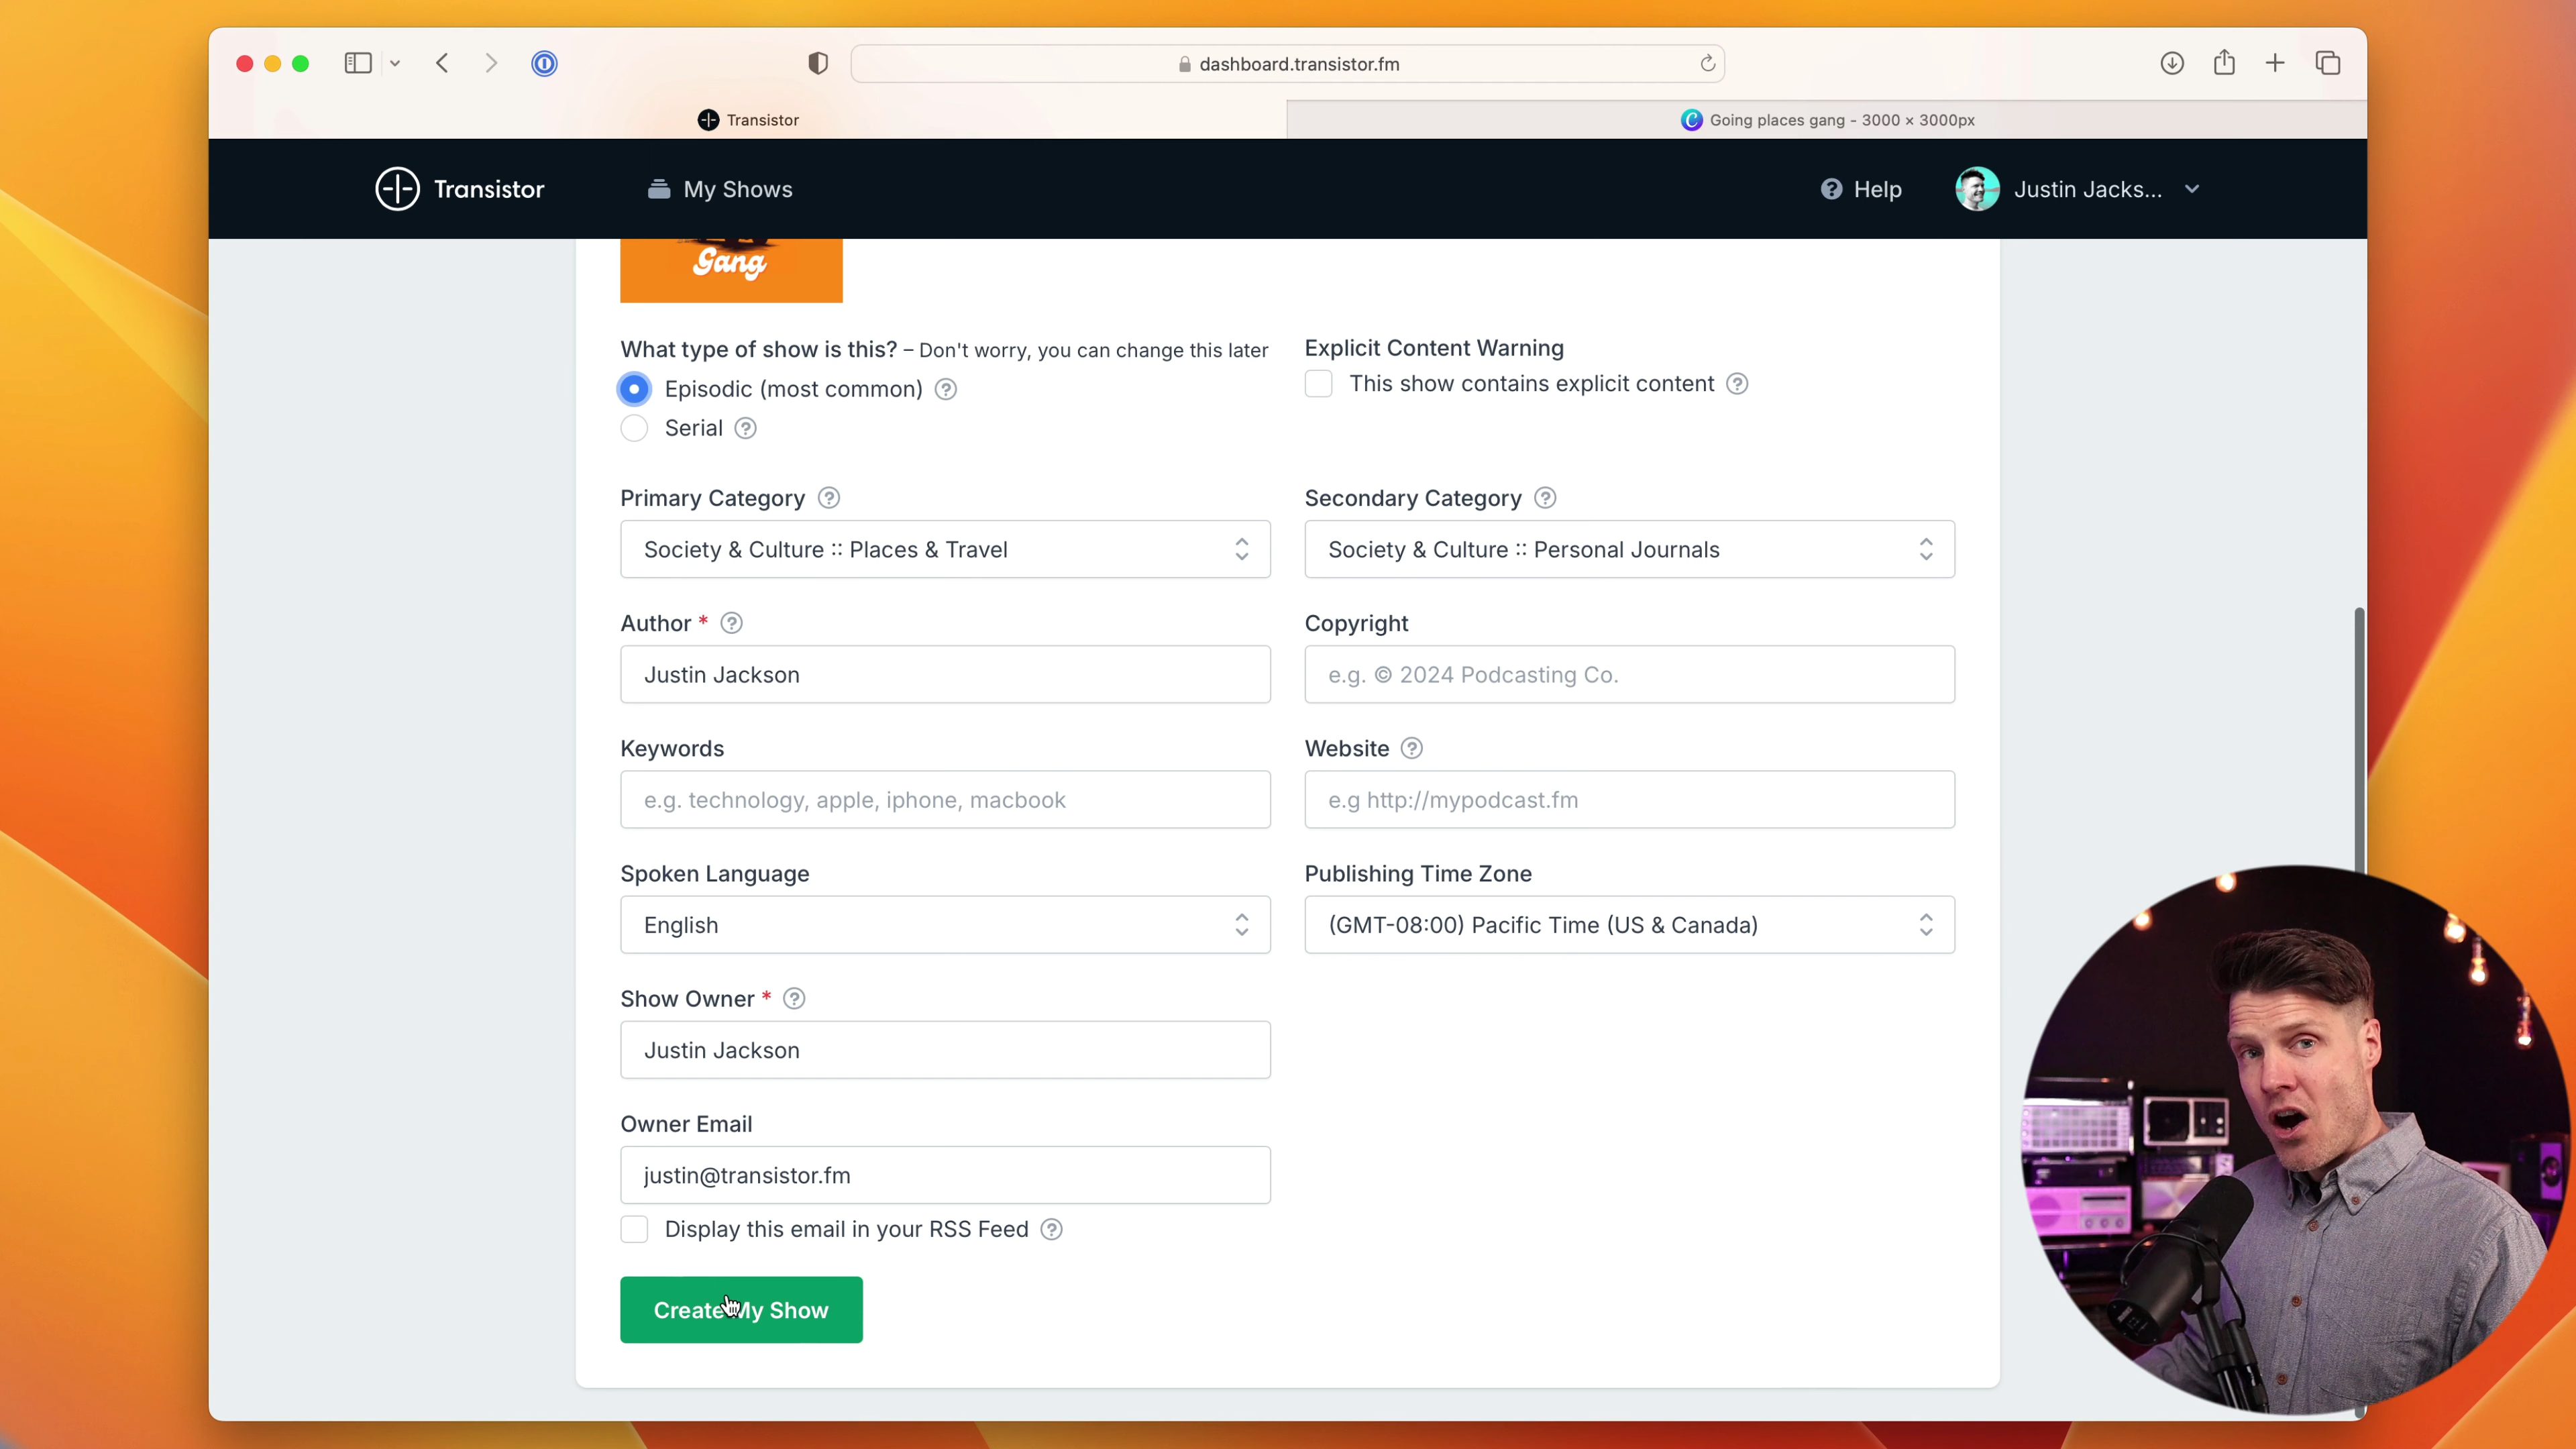 dashboard.transistor.fm
Transistor
Going places gang - 3000 × 3000px
Transistor
My Shows
Help
Justin Jacks...
Gang
What type of show is this? – Don't worry, you can change this later
Episodic (most common)
Serial
Explicit Content Warning
This show contains explicit content
Primary Category
Society & Culture :: Places & Travel
Secondary Category
Society & Culture :: Personal Journals
Author *
Justin Jackson
Copyright
e.g. © 2024 Podcasting Co.
Keywords
e.g. technology, apple, iphone, macbook
Website
e.g http://mypodcast.fm
Spoken Language
English
Publishing Time Zone
(GMT-08:00) Pacific Time (US & Canada)
Show Owner *
Justin Jackson
Owner Email
justin@transistor.fm
Display this email in your RSS Feed
Create My Show